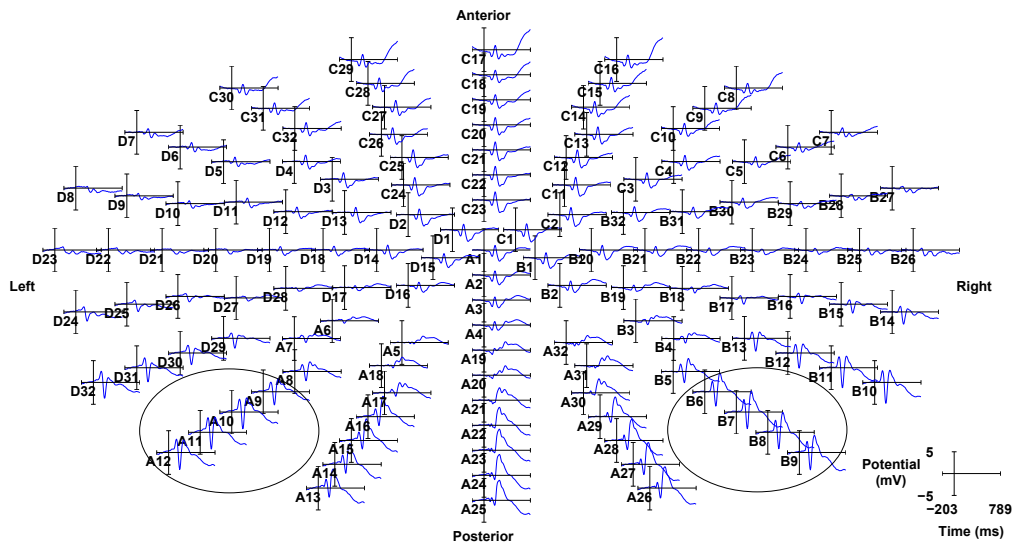 Anterior
C29 C17 C16
C30 C28 C18 C15 C8
C31 C27 C19 C14 C9
D7 C32 C26 C20 C13 C10 C7
D6 D5 D4 C25 C21 C12 C4 C5 C6
D8 D9 D3 C24 C22 C11 C3 B28 B27
D10 D11 D12 D13 D2 C23 C2 B32 B31 B30 B29
D1 C1
D23 D22 D21 D20 D19 D18 D14 D15 A1 B1 B20 B21 B22 B23 B24 B25 B26
Left Right
D26 D28 D17 D16 A2 B2 B19 B18 B16
D24 D25 D27 A3 B17 B15 B14
A6 A4 B3
D29 A7 A5 A19 A32 B4 B13
D32 D31 D30 A8 A18 A20 A31 B5 B12 B11 B10
A9 A17 A21 A30 B6
A10 A16 A22 A29 B7
A11 A15 A23 A28 B8
A12 A14 A24 A27 B9
A13 A25 A26
Potential
(mV)
5
−5
−203 789
Time (ms)
Posterior